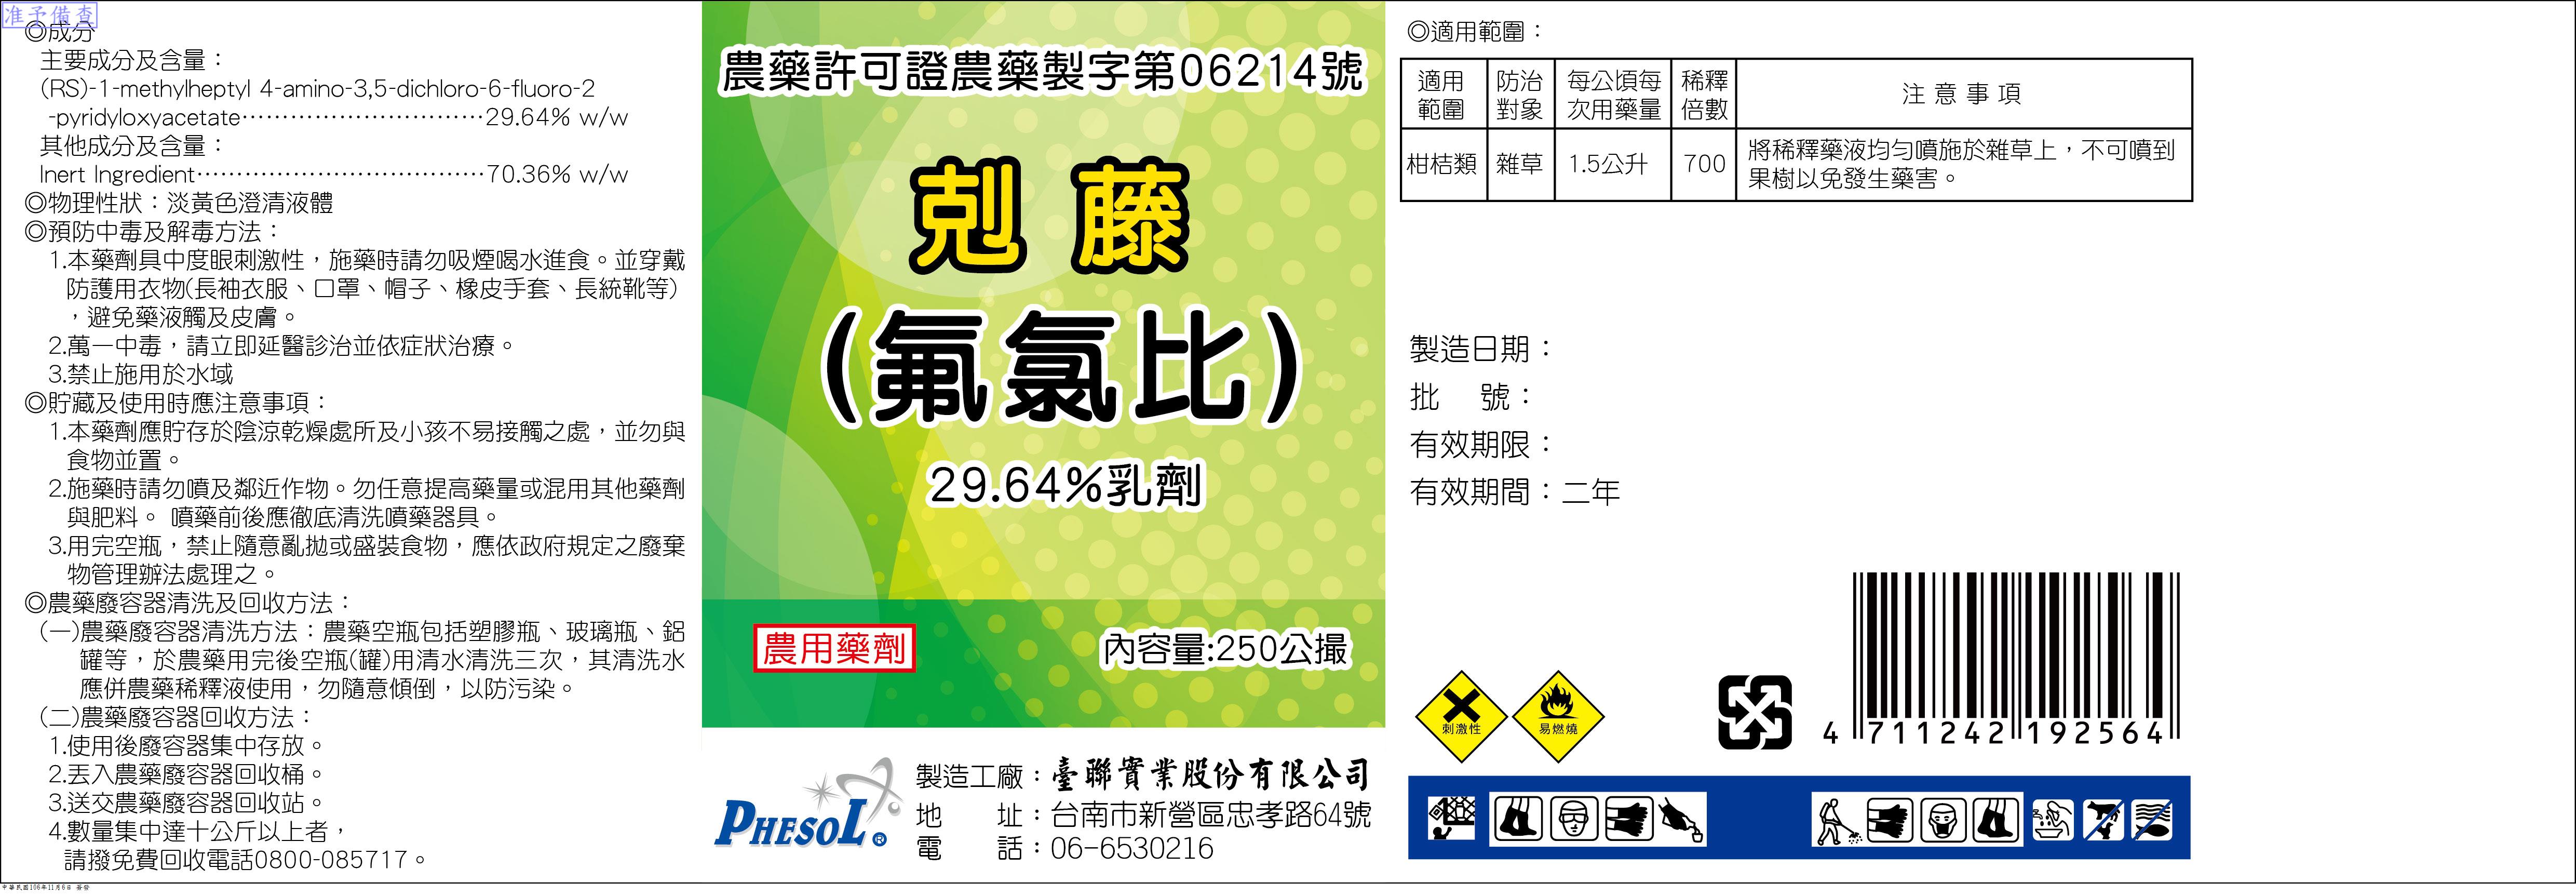 准予備查
◎成分
主要成分及含量：
(RS)-1-methylheptyl 4-amino-3,5-dichloro-6-fluoro-2
-pyridyloxyacetate⋯⋯⋯⋯⋯⋯⋯⋯⋯⋯29.64% w/w
其他成分及含量：
Inert Ingredient⋯⋯⋯⋯⋯⋯⋯⋯⋯⋯⋯⋯70.36% w/w
◎物理性狀：淡黃色澄清液體
◎預防中毒及解毒方法：
1.本藥劑具中度眼刺激性，施藥時請勿吸煙喝水進食。並穿戴
防護用衣物(長袖衣服、口罩、帽子、橡皮手套、長統靴等)
，避免藥液觸及皮膚。
2.萬一中毒，請立即延醫診治並依症狀治療。
3.禁止施用於水域
◎貯藏及使用時應注意事項：
1.本藥劑應貯存於陰涼乾燥處所及小孩不易接觸之處，並勿與
食物並置。
2.施藥時請勿噴及鄰近作物。勿任意提高藥量或混用其他藥劑
與肥料。 噴藥前後應徹底清洗噴藥器具。
3.用完空瓶，禁止隨意亂拋或盛裝食物，應依政府規定之廢棄
物管理辦法處理之。
◎農藥廢容器清洗及回收方法：
(一)農藥廢容器清洗方法：農藥空瓶包括塑膠瓶、玻璃瓶、鋁
罐等，於農藥用完後空瓶(罐)用清水清洗三次，其清洗水
應併農藥稀釋液使用，勿隨意傾倒，以防污染。
(二)農藥廢容器回收方法：
1.使用後廢容器集中存放。
2.丟入農藥廢容器回收桶。
3.送交農藥廢容器回收站。
4.數量集中達十公斤以上者，
請撥免費回收電話0800-085717。
中華民國106年11月6日 簽發
農藥許可證農藥製字第06214號
剋藤
(氟氯比)
29.64%乳劑
農用藥劑
內容量:250公撮
PHESOL®
製造工廠：臺聯實業股份有限公司
地　　址：台南市新營區忠孝路64號
電　　話：06-6530216
◎適用範圍：
適用範圍 防治對象 每公頃每次用藥量 稀釋倍數 注意事項
柑桔類 雜草 1.5公升 700 將稀釋藥液均勻噴施於雜草上，不可噴到
果樹以免發生藥害。
製造日期：
批　號：
有效期限：
有效期間：二年
刺激性
易燃燒
4 711242 192564